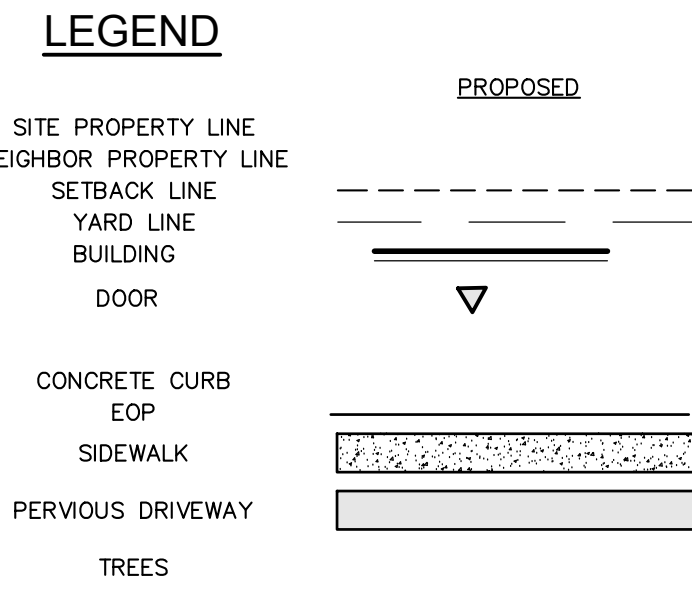 LEGEND
PROPOSED
SITE PROPERTY LINE
EIGHBOR PROPERTY LINE
SETBACK LINE
YARD LINE
BUILDING
DOOR
CONCRETE CURB
EOP
SIDEWALK
PERVIOUS DRIVEWAY
TREES